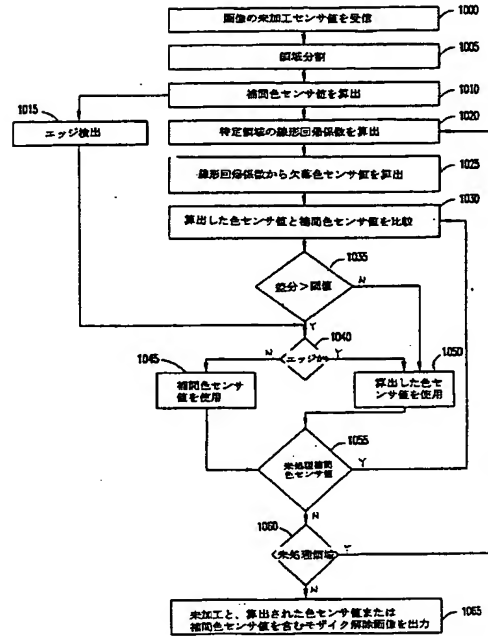 1000
画像の未加工センサ値を受信
1005
領域分割
1010
補間色センサ値を算出
1015
エッジ検出
1020
特定領域の線形回帰係数を算出
1025
線形回帰係数から欠落色センサ値を算出
1030
算出した色センサ値と補間色センサ値を比較
1035
差分>閾値
N
Y
1040
エッジか
N
Y
1045
補間色センサ
値を使用
1050
算出した色セ
ンサ値を使用
1055
未処理補間
色センサ値
Y
N
1060
未処理領域
Y
N
1065
未加工と、算出された色センサ値または
補間色センサ値を含むモザイク解除画像を出力